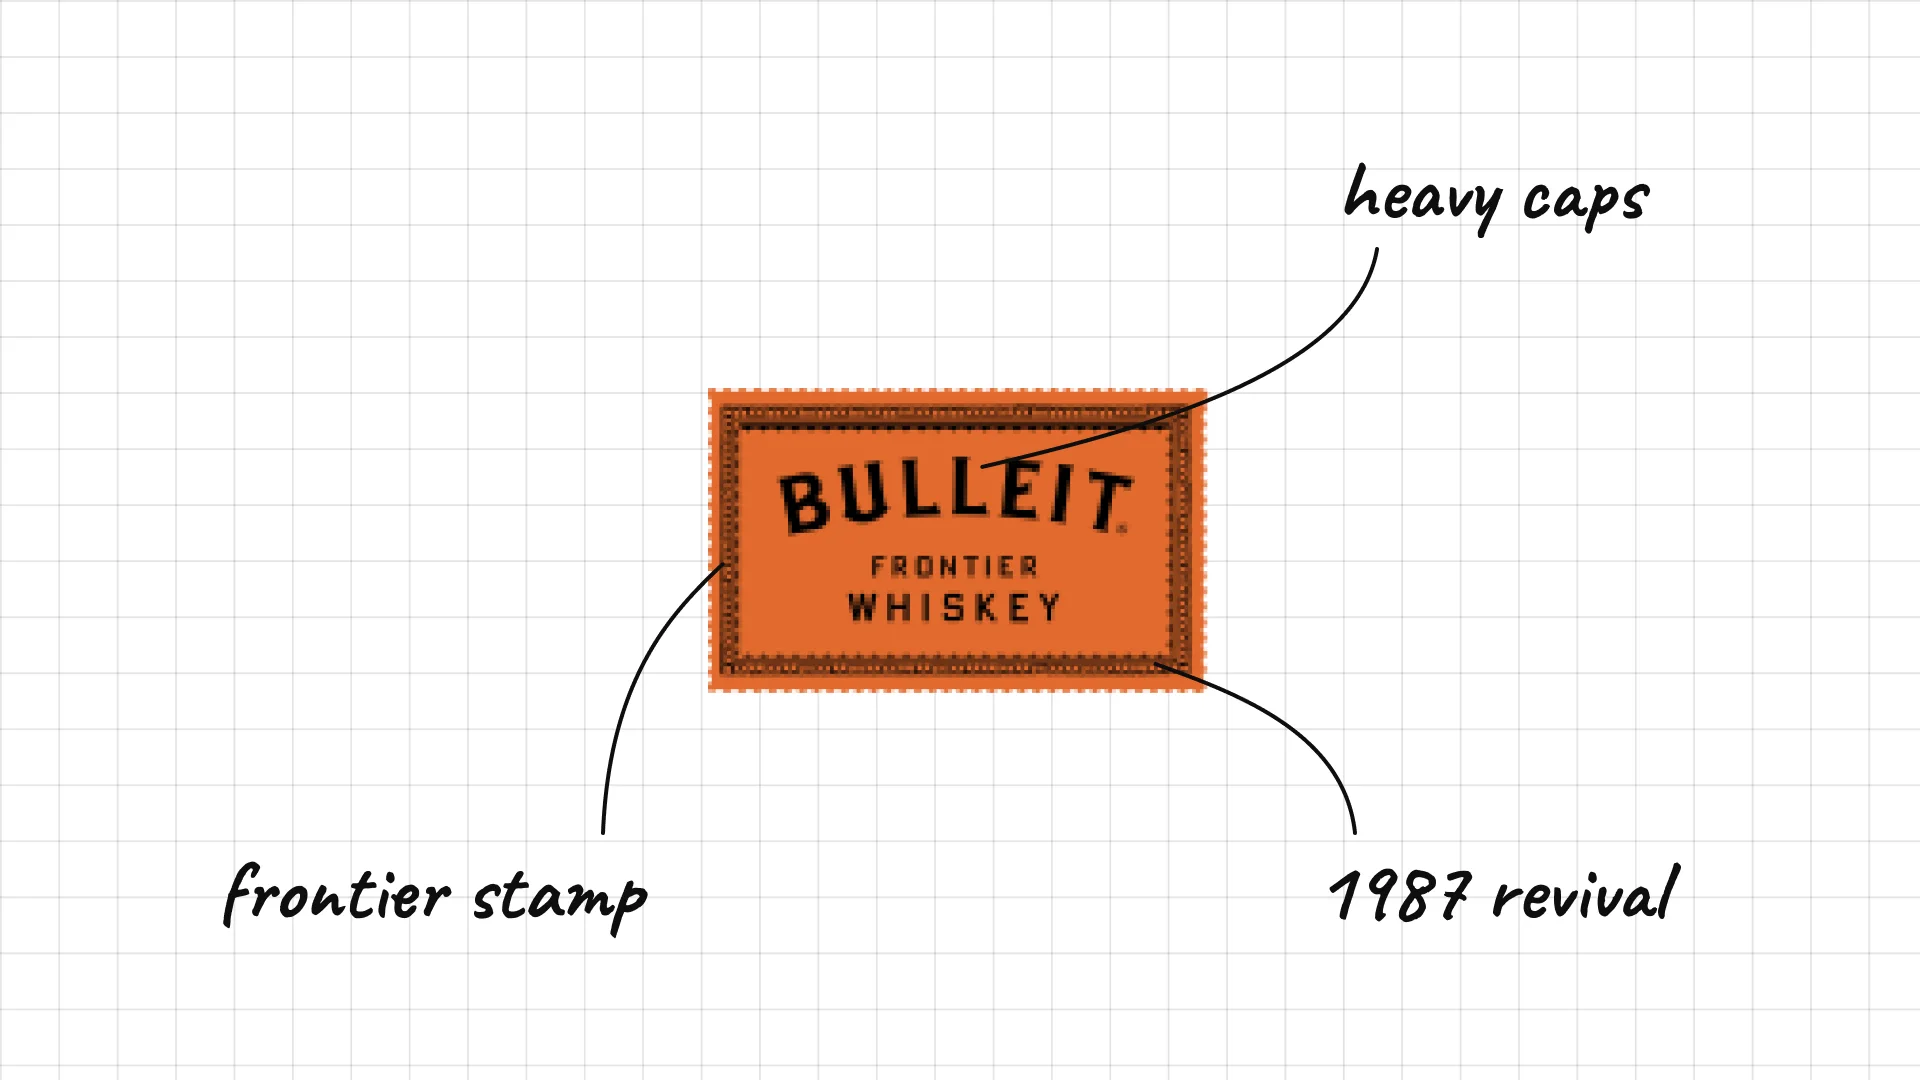 heavy caps
BULLEIT
FRONTIER
WHISKEY
frontier stamp
1987 revival